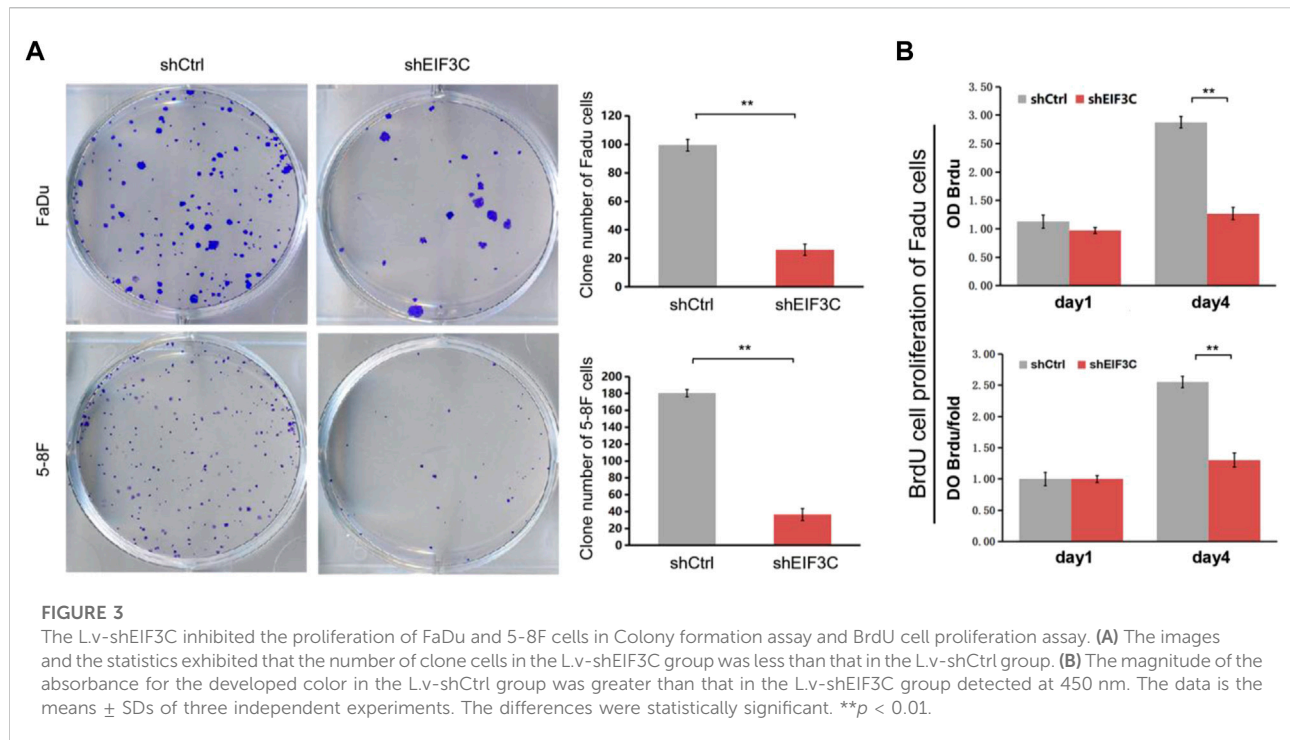 A
shCtrl
shEIF3C
FaDu
5-8F
Clone number of Fadu cells
120
100
80
60
40
20
0
**
shCtrl
shEIF3C
Clone number of 5-8F cells
200
180
160
140
120
100
80
60
40
20
0
**
shCtrl
shEIF3C
B
BrdU cell proliferation of Fadu cells
OD Brdu
3.50
3.00
2.50
2.00
1.50
1.00
0.50
0.00
shCtrl shEIF3C
**
day1 day4
DO Brdu/fold
3.00
2.50
2.00
1.50
1.00
0.50
0.00
shCtrl shEIF3C
**
day1 day4
FIGURE 3
The L.v-shEIF3C inhibited the proliferation of FaDu and 5-8F cells in Colony formation assay and BrdU cell proliferation assay. (A) The images
and the statistics exhibited that the number of clone cells in the L.v-shEIF3C group was less than that in the L.v-shCtrl group. (B) The magnitude of the
absorbance for the developed color in the L.v-shCtrl group was greater than that in the L.v-shEIF3C group detected at 450 nm. The data is the
means ± SDs of three independent experiments. The differences were statistically significant. **p < 0.01.